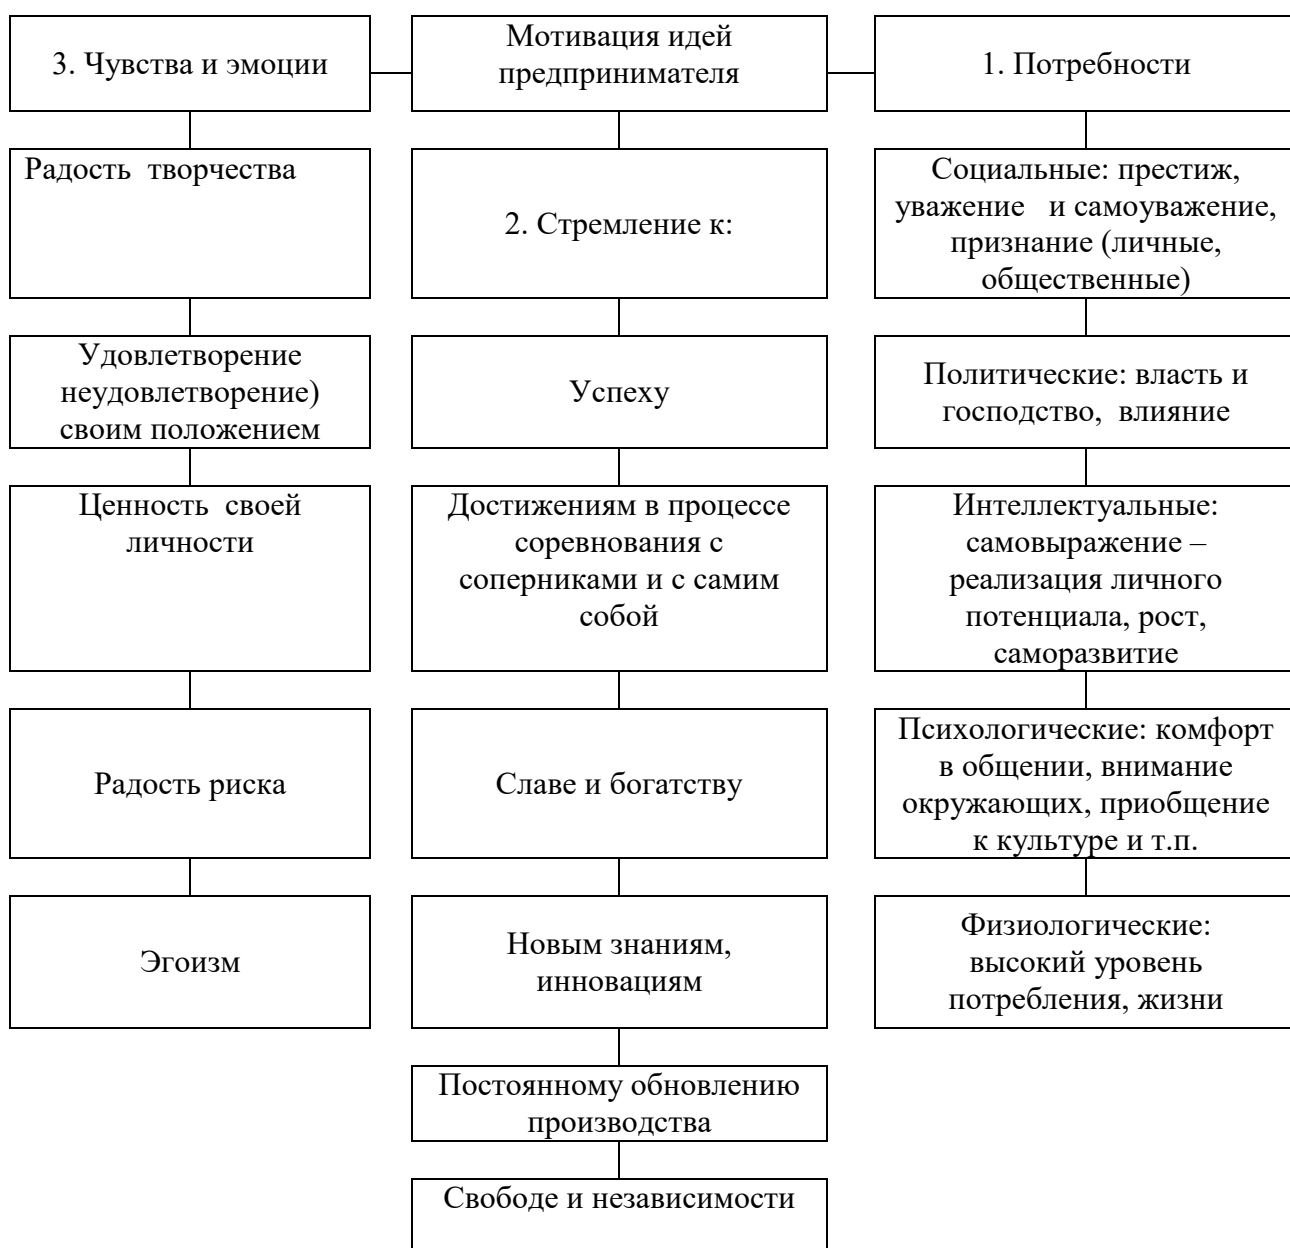 3. Чувства и эмоции
Мотивация идей
предпринимателя
1. Потребности
Радость творчества
2. Стремление к:
Социальные: престиж,
уважение и самоуважение,
признание (личные,
общественные)
Удовлетворение
неудовлетворение)
своим положением
Успеху
Политические: власть и
господство, влияние
Ценность своей
личности
Достижениям в процессе
соревнования с
соперниками и с самим
собой
Интеллектуальные:
самовыражение –
реализация личного
потенциала, рост,
саморазвитие
Радость риска
Славе и богатству
Психологические: комфорт
в общении, внимание
окружающих, приобщение
к культуре и т.п.
Эгоизм
Новым знаниям,
инновациям
Физиологические:
высокий уровень
потребления, жизни
Постоянному обновлению
производства
Свободе и независимости